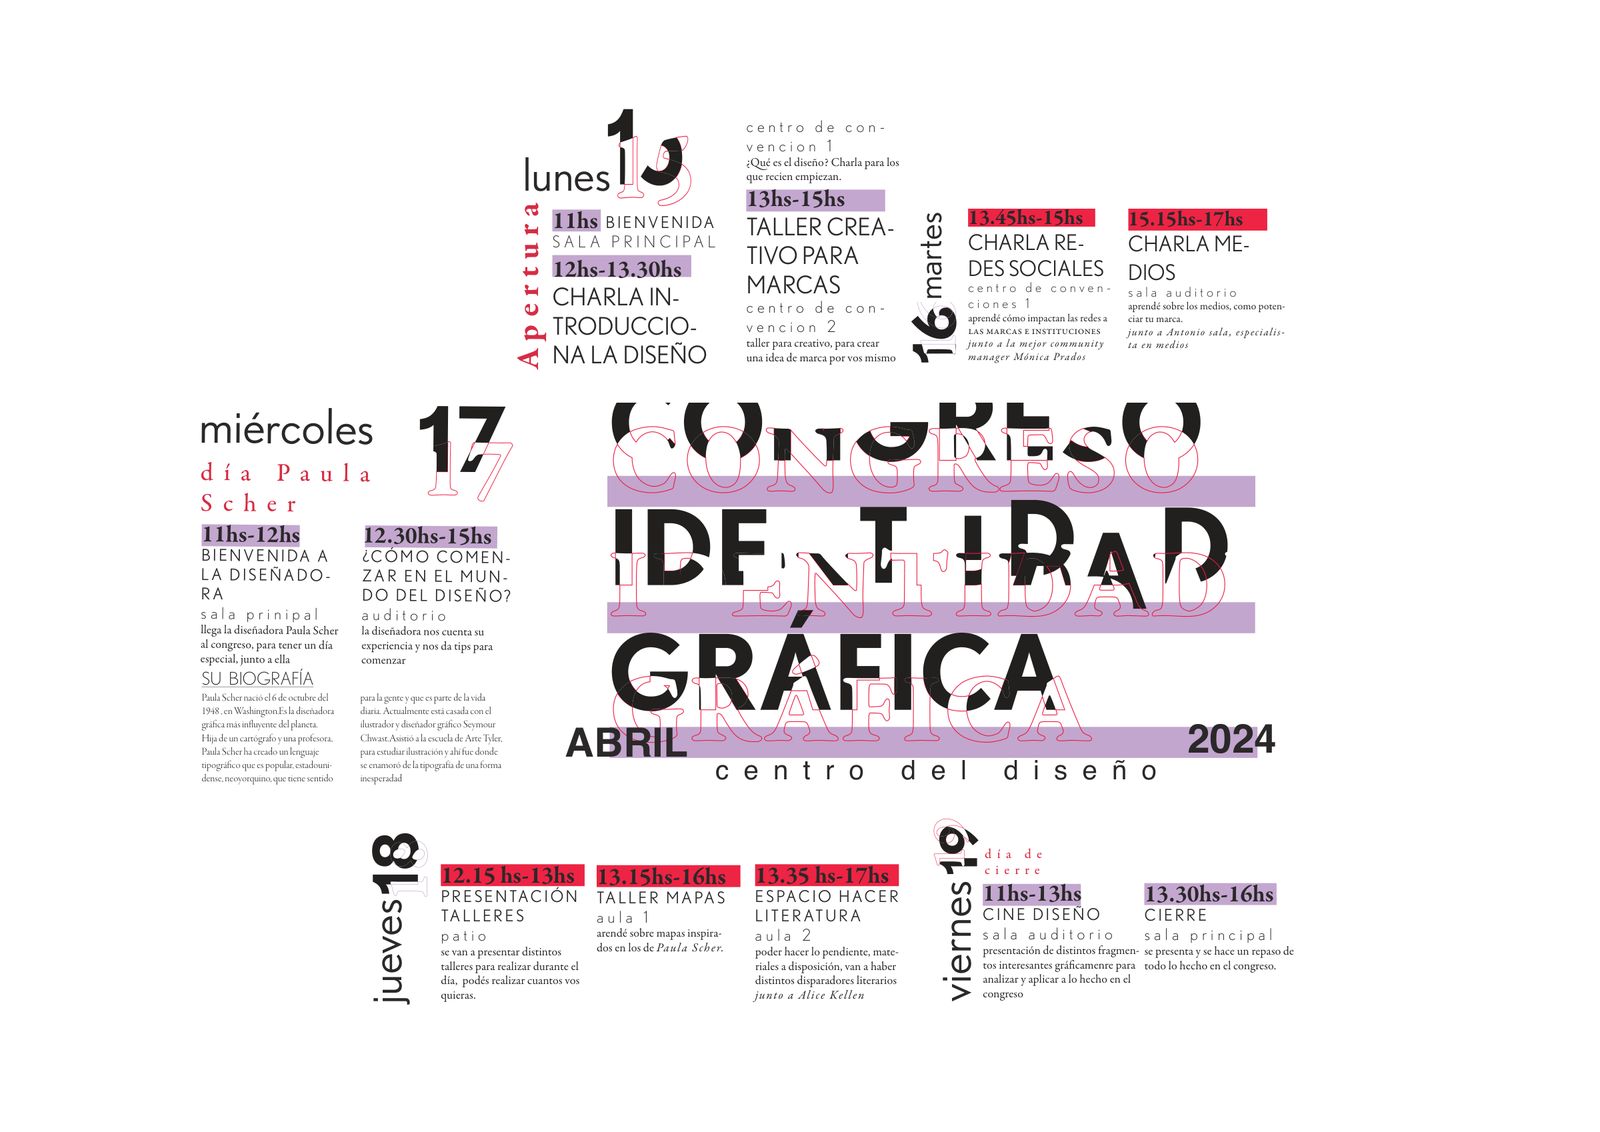 lunes 15
15
Apertura
11hs BIENVENIDA
SALA PRINCIPAL
12hs-13.30hs
CHARLA IN-
TRODUCCIO-
NA LA DISEÑO
centro de con-
vencion 1
¿Qué es el diseño? Charla para los
que recien empiezan.
13hs-15hs
TALLER CREA-
TIVO PARA
MARCAS
centro de con-
vencion 2
taller para creativo, para crear
una idea de marca por vos mismo
16 martes
16
13.45hs-15hs
CHARLA RE-
DES SOCIALES
centro de conven-
ciones 1
aprendé cómo impactan las redes a
LAS MARCAS E INSTITUCIONES
junto a la mejor community
manager Mónica Prados
15.15hs-17hs
CHARLA ME-
DIOS
sala auditorio
aprendé sobre los medios, como poten-
ciar tu marca.
junto a Antonio sala, especialis-
ta en medios
miércoles 17
17
día Paula
Scher
11hs-12hs
BIENVENIDA A
LA DISEÑADO-
RA
sala prinipal
llega la diseñadora Paula Scher
al congreso, para tener un día
especial, junto a ella
SU BIOGRAFÍA
Paula Scher nació el 6 de octubre del
1948 , en Washington.Es la diseñadora
gráfica más influyente del planeta.
Hija de un cartógrafo y una profesora.
Paula Scher ha creado un lenguaje
tipográfico que es popular, estadouni-
dense, neoyorquino, que tiene sentido
12.30hs-15hs
¿CÓMO COMEN-
ZAR EN EL MUN-
DO DEL DISEÑO?
auditorio
la diseñadora nos cuenta su
experiencia y nos da tips para
comenzar
para la gente y que es parte de la vida
diaria. Actualmente está casada con el
ilustrador y diseñador gráfico Seymour
Chwast.Asistió a la escuela de Arte Tyler,
para estudiar ilustración y ahí fue donde
se enamoró de la tipografía de una forma
inesperadad
CONGRESO
CONGRESO
IDENTIDAD
IDENTIDAD
GRÁFICA
GRÁFICA
ABRIL 2024
centro del diseño
jueves 18
18
12.15 hs-13hs
PRESENTACIÓN
TALLERES
patio
se van a presentar distintos
talleres para realizar durante el
día, podés realizar cuantos vos
quieras.
13.15hs-16hs
TALLER MAPAS
aula 1
arendé sobre mapas inspira-
dos en los de Paula Scher.
13.35 hs-17hs
ESPACIO HACER
LITERATURA
aula 2
poder hacer lo pendiente, mate-
riales a disposición, van a haber
distintos disparadores literarios
junto a Alice Kellen
viernes 19
19
día de
cierre
11hs-13hs
CINE DISEÑO
sala auditorio
presentación de distintos fragmen-
tos interesantes gráficamenre para
analizar y aplicar a lo hecho en el
congreso
13.30hs-16hs
CIERRE
sala principal
se presenta y se hace un repaso de
todo lo hecho en el congreso.